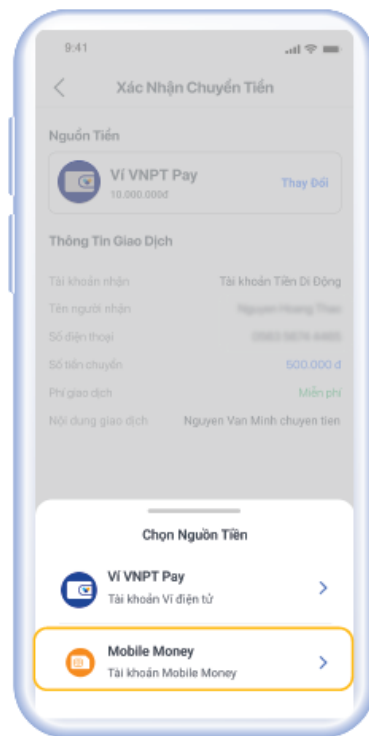 9:41
Xác Nhận Chuyển Tiền
Nguồn Tiền
Ví VNPT Pay
10.000.000đ
Thay Đổi
Thông Tin Giao Dịch
Tài khoản nhận Tài khoản Tiền Di Động
Tên người nhận
Số điện thoại
Số tiền chuyển 500.000 đ
Phí giao dịch Miễn phí
Nội dung giao dịch Nguyen Van Minh chuyen tien
Chọn Nguồn Tiền
Ví VNPT Pay
Tài khoản Ví điện tử
Mobile Money
Tài khoản Mobile Money